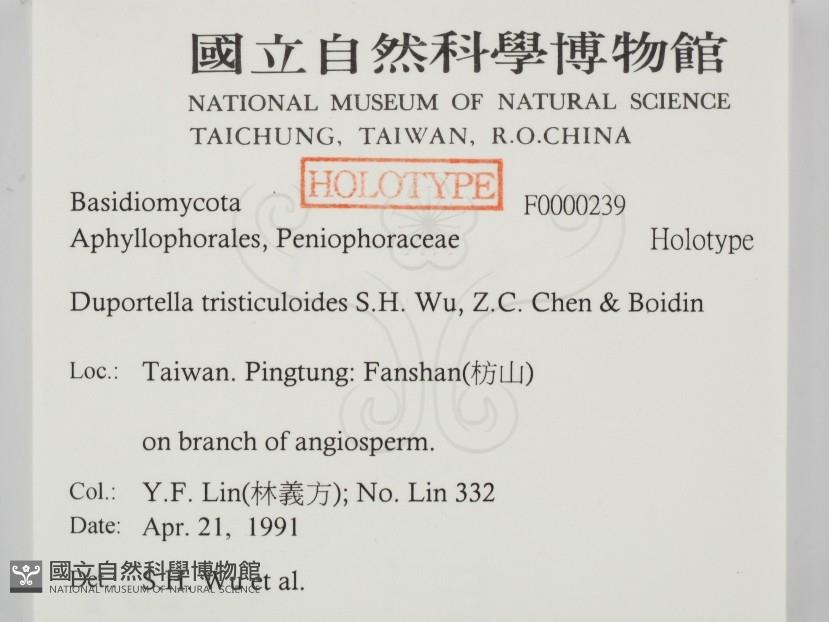 國立自然科學博物館
NATIONAL MUSEUM OF NATURAL SCIENCE
TAICHUNG, TAIWAN, R.O.CHINA
HOLOTYPE
Basidiomycota F0000239
Aphyllophorales, Peniophoraceae Holotype
Duportella tristiculoides S.H. Wu, Z.C. Chen & Boidin
Loc.: Taiwan. Pingtung: Fanshan(枋山)
on branch of angiosperm.
Col.: Y.F. Lin(林義方); No. Lin 332
Date: Apr. 21, 1991
Det.: S.H. Wu et al.
國立自然科學博物館
NATIONAL MUSEUM OF NATURAL SCIENCE